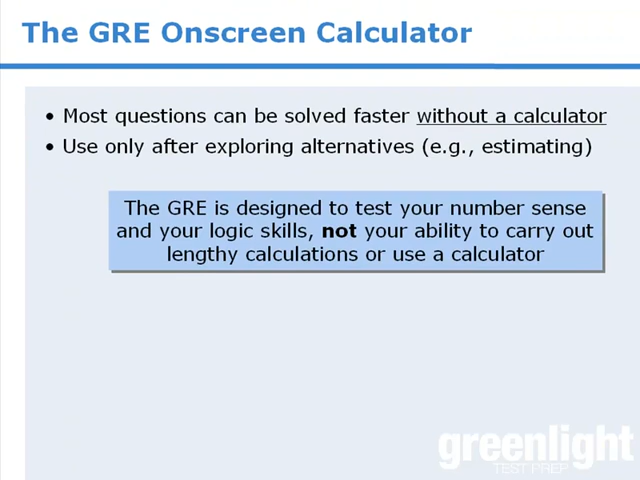 The GRE Onscreen Calculator
• Most questions can be solved faster without a calculator
• Use only after exploring alternatives (e.g., estimating)
The GRE is designed to test your number sense
and your logic skills, not your ability to carry out
lengthy calculations or use a calculator
greenlight
TEST PREP